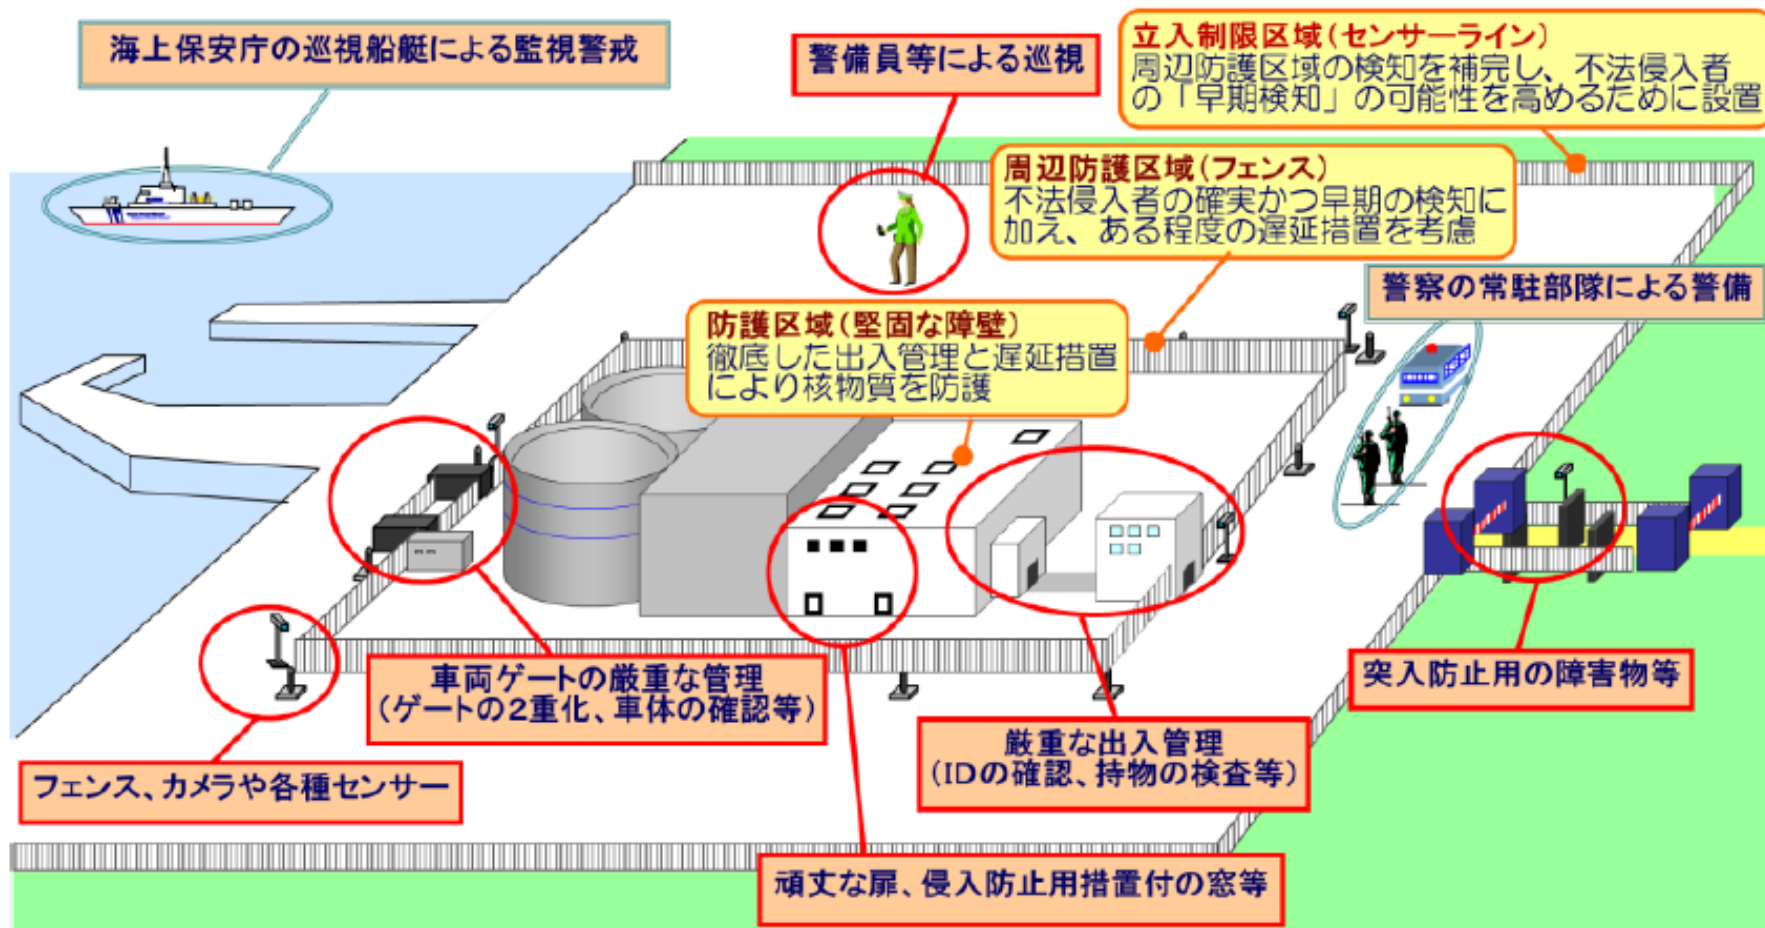 海上保安庁の巡視船艇による監視警戒
警備員等による巡視
立入制限区域(センサーライン)
周辺防護区域の検知を補完し、不法侵入者
の「早期検知」の可能性を高めるために設置
周辺防護区域(フェンス)
不法侵入者の確実かつ早期の検知に
加え、ある程度の遅延措置を考慮
警察の常駐部隊による警備
防護区域(堅固な障壁)
徹底した出入管理と遅延措置
により核物質を防護
車両ゲートの厳重な管理
(ゲートの2重化、車体の確認等)
突入防止用の障害物等
厳重な出入管理
(IDの確認、持物の検査等)
フェンス、カメラや各種センサー
頑丈な扉、侵入防止用措置付の窓等